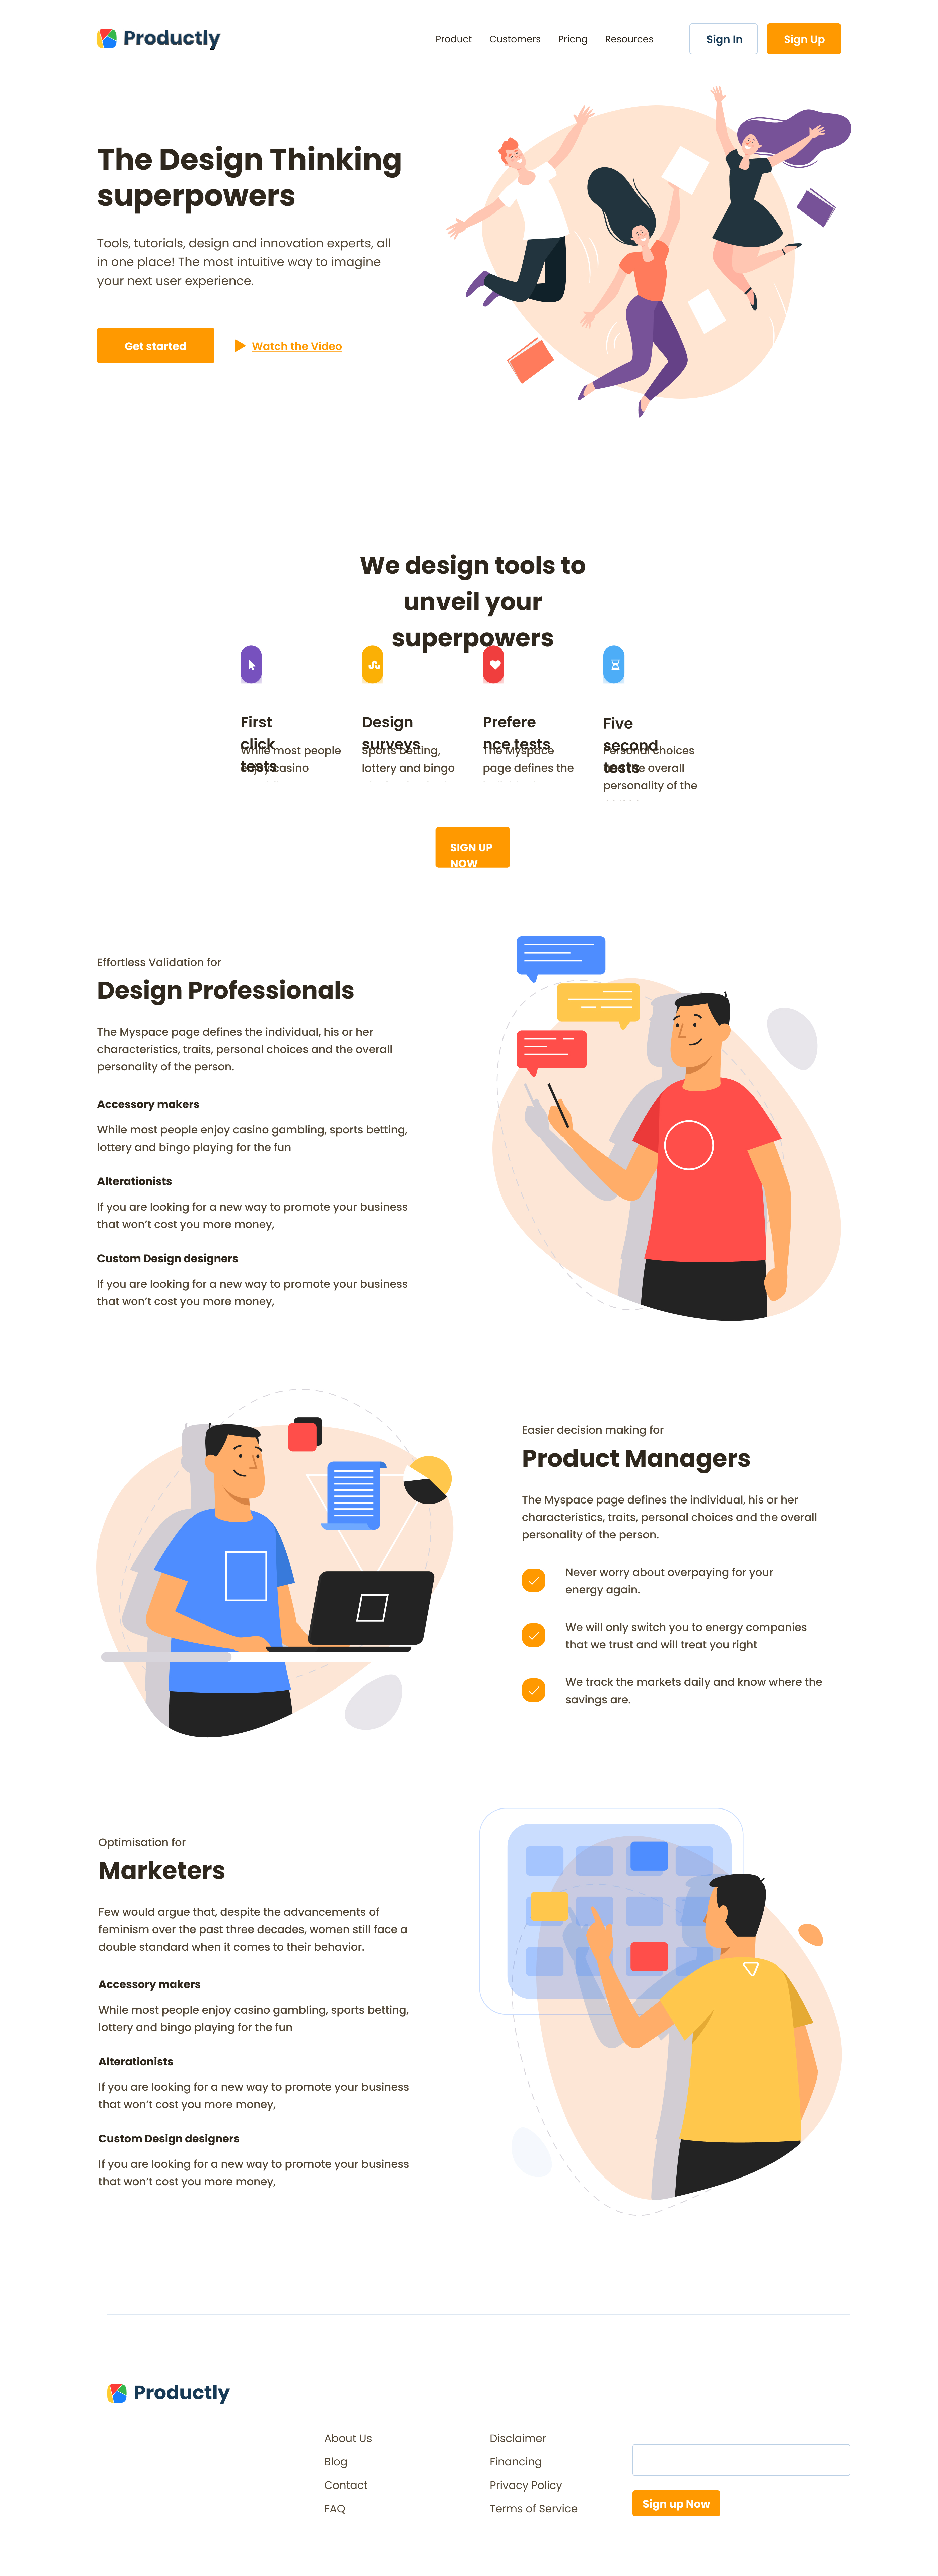 Productly
Product
Customers
Pricng
Resources
Sign In
Sign Up
The Design Thinking
superpowers
Tools, tutorials, design and innovation experts, all
in one place! The most intuitive way to imagine
your next user experience.
Get started
Watch the Video
We design tools to
unveil your
superpowers
First
click
tests
While most people
enjoy casino
Design
surveys
Sports betting,
lottery and bingo
Prefere
nce tests
The Myspace
page defines the
Five
second
tests
Personal choices
and the overall
personality of the
person
SIGN UP
NOW
Effortless Validation for
Design Professionals
The Myspace page defines the individual, his or her
characteristics, traits, personal choices and the overall
personality of the person.
Accessory makers
While most people enjoy casino gambling, sports betting,
lottery and bingo playing for the fun
Alterationists
If you are looking for a new way to promote your business
that won't cost you more money,
Custom Design designers
If you are looking for a new way to promote your business
that won't cost you more money,
Easier decision making for
Product Managers
The Myspace page defines the individual, his or her
characteristics, traits, personal choices and the overall
personality of the person.
Never worry about overpaying for your
energy again.
We will only switch you to energy companies
that we trust and will treat you right
We track the markets daily and know where the
savings are.
Optimisation for
Marketers
Few would argue that, despite the advancements of
feminism over the past three decades, women still face a
double standard when it comes to their behavior.
Accessory makers
While most people enjoy casino gambling, sports betting,
lottery and bingo playing for the fun
Alterationists
If you are looking for a new way to promote your business
that won't cost you more money,
Custom Design designers
If you are looking for a new way to promote your business
that won't cost you more money,
Productly
About Us
Blog
Contact
FAQ
Disclaimer
Financing
Privacy Policy
Terms of Service
Sign up Now